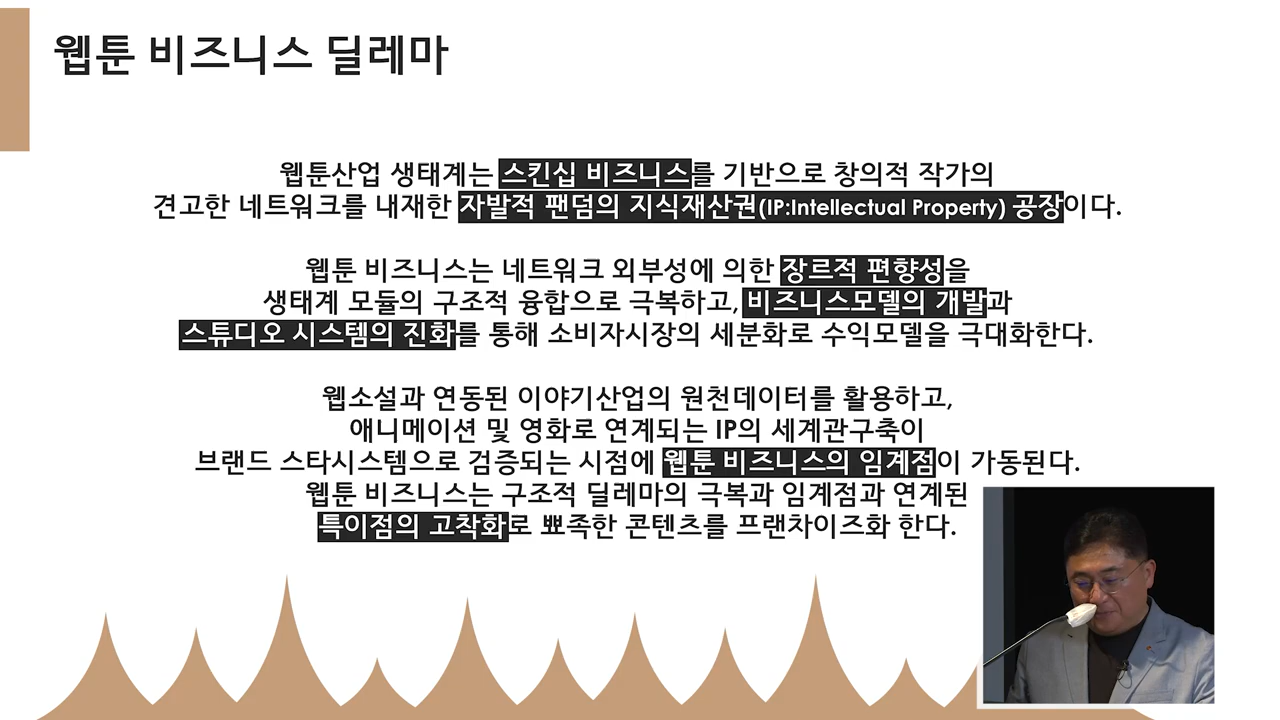 웹툰 비즈니스 딜레마
웹툰산업 생태계는 스킨십 비즈니스를 기반으로 창의적 작가의
견고한 네트워크를 내재한 자발적 팬덤의 지식재산권(IP:Intellectual Property) 공장이다.
웹툰 비즈니스는 네트워크 외부성에 의한 장르적 편향성을
생태계 모듈의 구조적 융합으로 극복하고, 비즈니스모델의 개발과
스튜디오 시스템의 진화를 통해 소비자시장의 세분화로 수익모델을 극대화한다.
웹소설과 연동된 이야기산업의 원천데이터를 활용하고,
애니메이션 및 영화로 연계되는 IP의 세계관구축이
브랜드 스타시스템으로 검증되는 시점에 웹툰 비즈니스의 임계점이 가동된다.
웹툰 비즈니스는 구조적 딜레마의 극복과 임계점과 연계된
특이점의 고착화로 뾰족한 콘텐츠를 프랜차이즈화 한다.